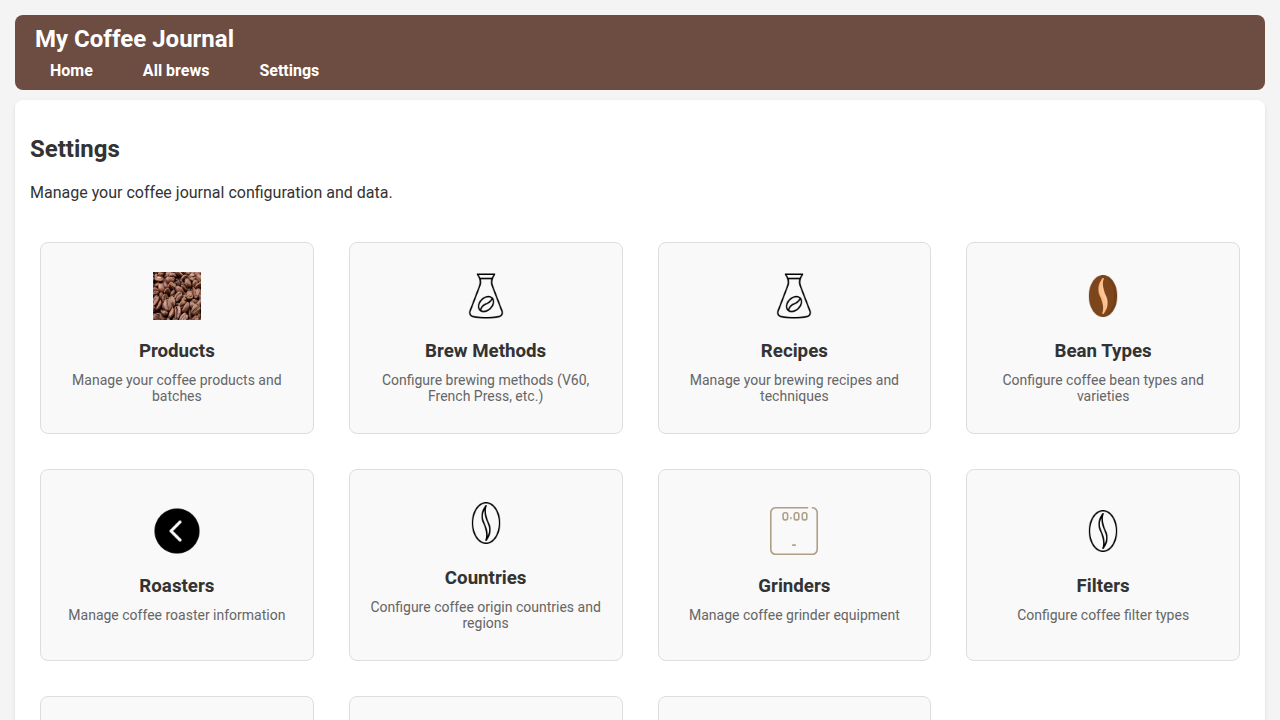 My Coffee Journal
Home All brews Settings
Settings
Manage your coffee journal configuration and data.
Products
Manage your coffee products and
batches
Brew Methods
Configure brewing methods (V60,
French Press, etc.)
Recipes
Manage your brewing recipes and
techniques
Bean Types
Configure coffee bean types and
varieties
Roasters
Manage coffee roaster information
Countries
Configure coffee origin countries and
regions
0.00
-
Grinders
Manage coffee grinder equipment
Filters
Configure coffee filter types